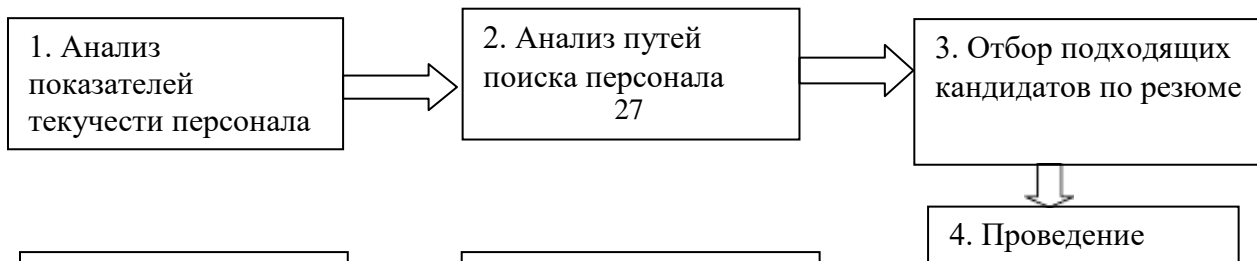 1. Анализ
показателей
текучести персонала
2. Анализ путей
поиска персонала
27
3. Отбор подходящих
кандидатов по резюме
4. Проведение